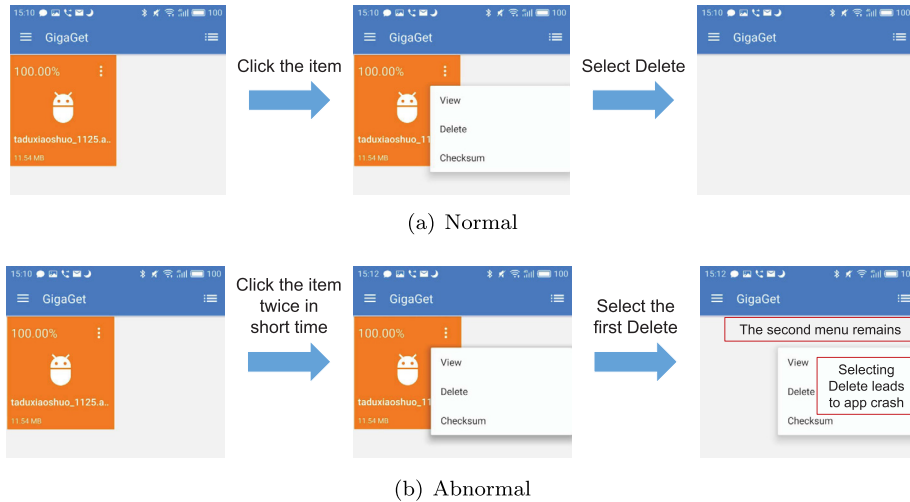 15:10 100 15:10 100 15:10 100
GigaGet GigaGet GigaGet
100.00% Click the item 100.00% Select Delete
View
Delete
taduxiaoshuo_1125.a.. taduxiaoshuo_11
Checksum
11.54 MB 11.54 MB
(a) Normal
15:10 100 15:12 100 15:12 10
Click the item
GigaGet twice in GigaGet Select the GigaGet
short time first Delete
100.00% 100.00% The second menu remains
View View
Selecting
Delete Delete Delete leads
taduxiaoshuo_1125.a.. taduxiaoshuo_11 to app crash
Checksum Checksum
11.54 MB 11.54 MB
(b) Abnormal